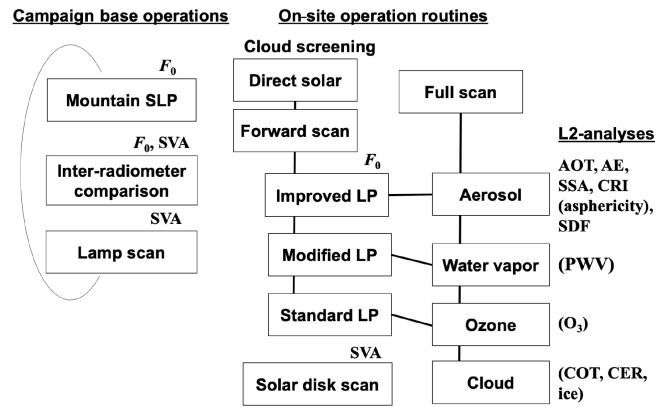 Campaign base operations
F0
Mountain SLP
F0, SVA
Inter-radiometer
comparison
SVA
Lamp scan
On-site operation routines
Cloud screening
Direct solar
Forward scan
F0
Improved LP
Modified LP
Standard LP
SVA
Solar disk scan
Full scan
Aerosol
Water vapor
Ozone
Cloud
L2-analyses
AOT, AE,
SSA, CRI
(asphericity),
SDF
(PWV)
(O3)
(COT, CER,
ice)